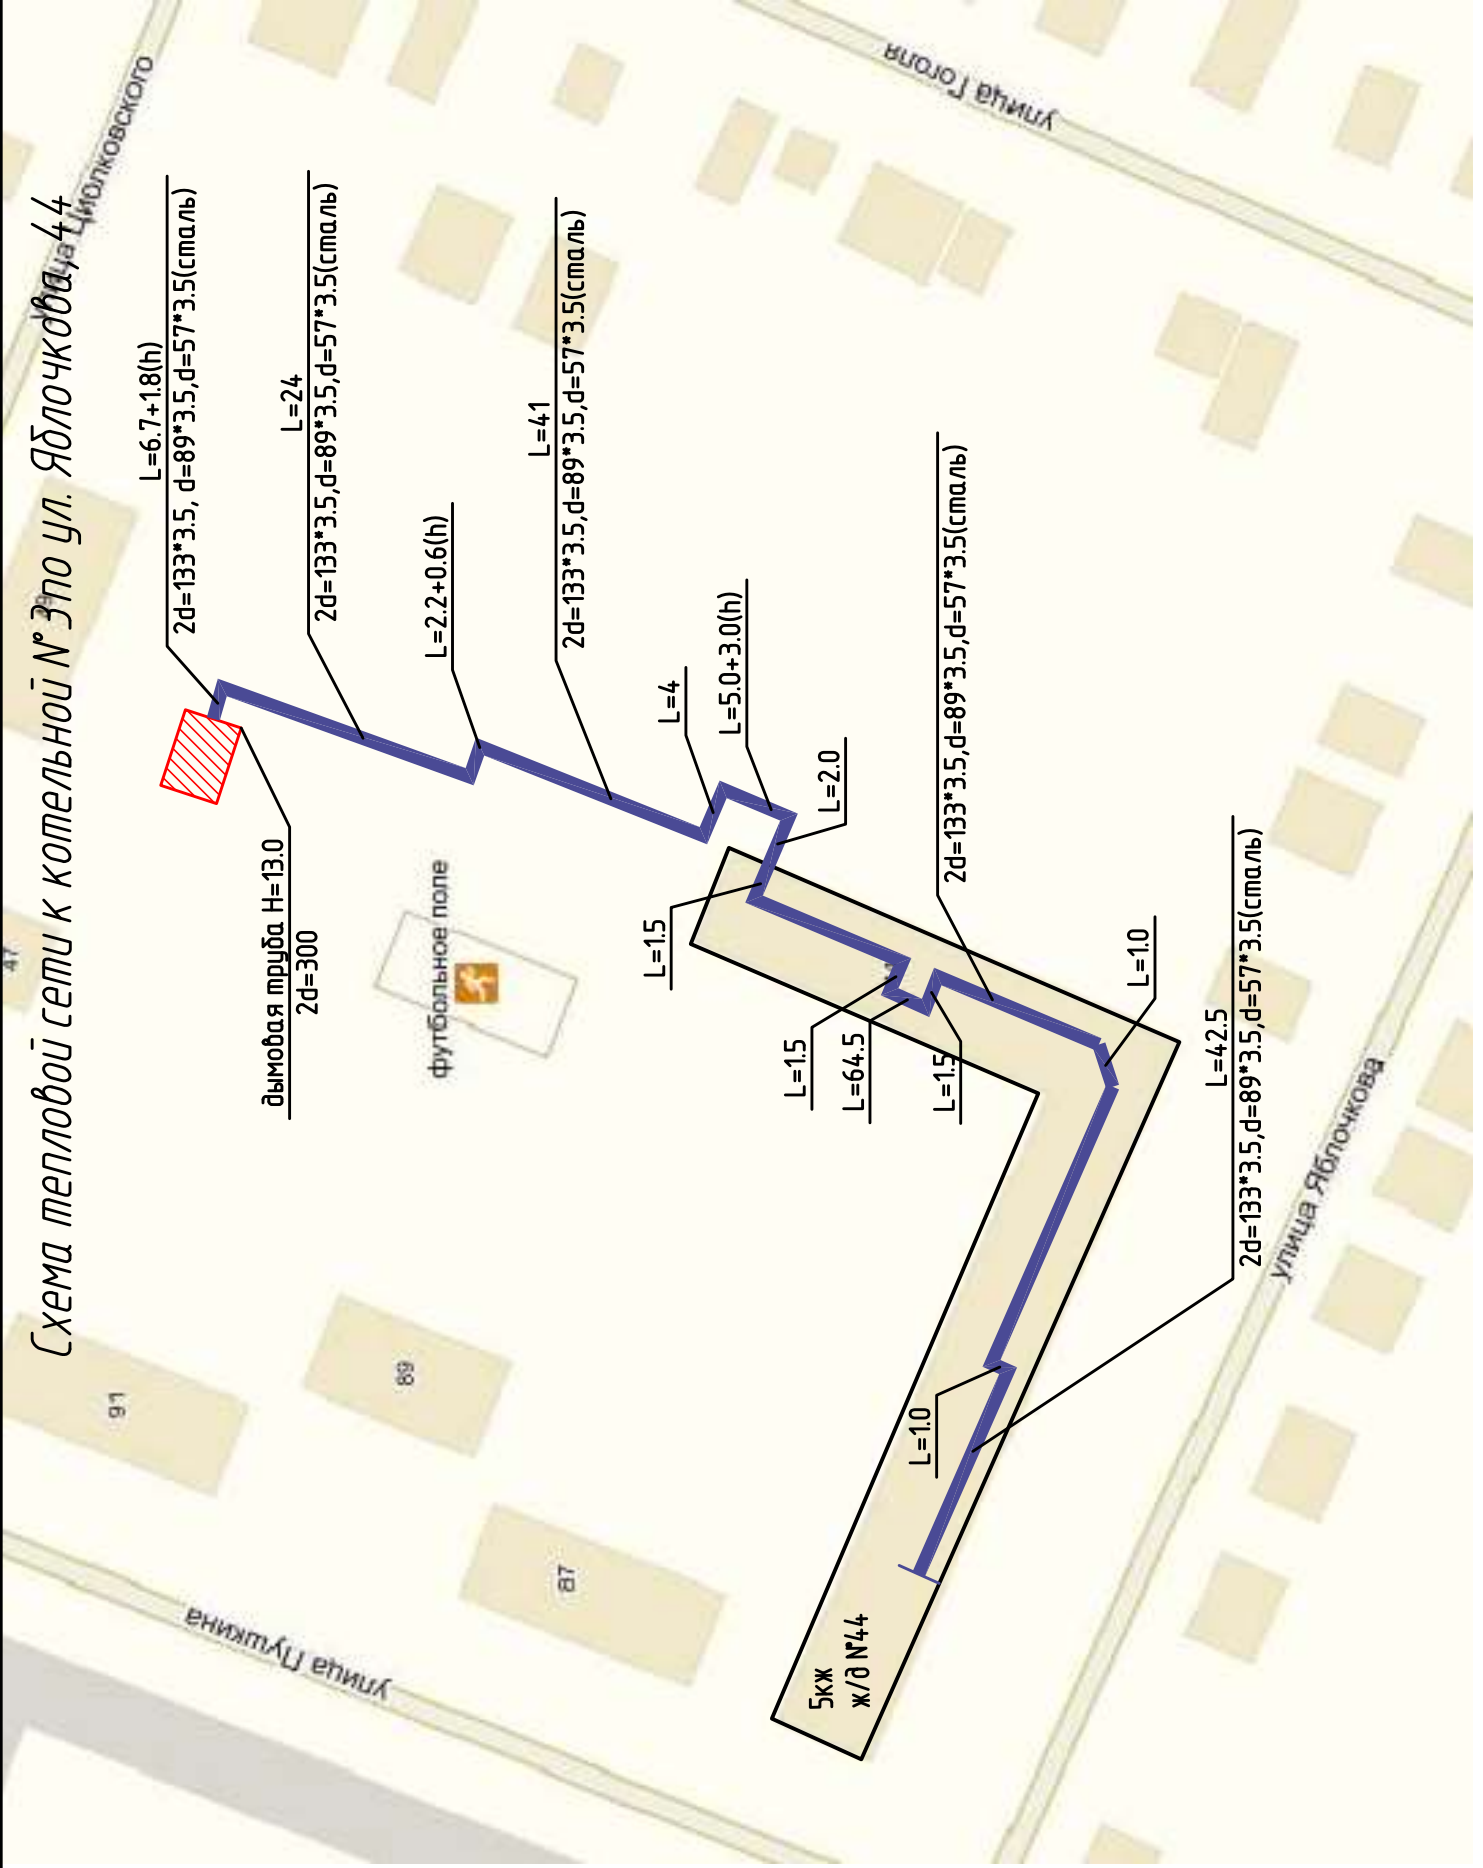 Схема тепловой сети к котельной №3 по ул. Яблочкова, 44
улица Циолковского
L=6.7+1.8(h)
2d=133*3.5, d=89*3.5,d=57*3.5(сталь)
L=24
2d=133*3.5,d=89*3.5,d=57*3.5(сталь)
L=2.2+0.6(h)
L=41
2d=133*3.5,d=89*3.5,d=57*3.5(сталь)
L=4
L=5.0+3.0(h)
L=2.0
2d=133*3.5,d=89*3.5,d=57*3.5(сталь)
L=1.0
L=42.5
2d=133*3.5,d=89*3.5,d=57*3.5(сталь)
дымовая труба H=13.0
2d=300
футбольное поле
L=1.5
L=1.5
L=64.5
L=1.5
L=1.0
5кж
ж/д №44
47
91
89
87
улица Гоголя
улица Яблочкова
улица Пушкина